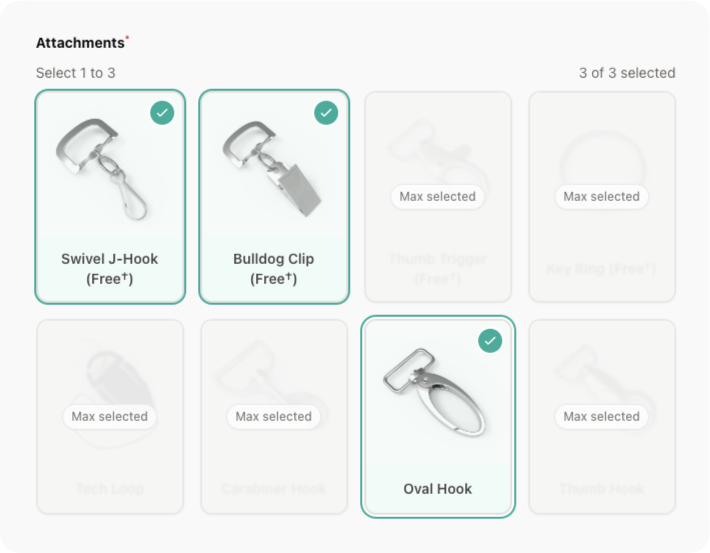 Attachments*
Select 1 to 3
3 of 3 selected
Swivel J-Hook
(Free†)
Bulldog Clip
(Free†)
Max selected
Thumb Trigger
(Free†)
Max selected
Key Ring (Free†)
Max selected
Tech Loop
Max selected
Carabiner Hook
Oval Hook
Max selected
Thumb Hook